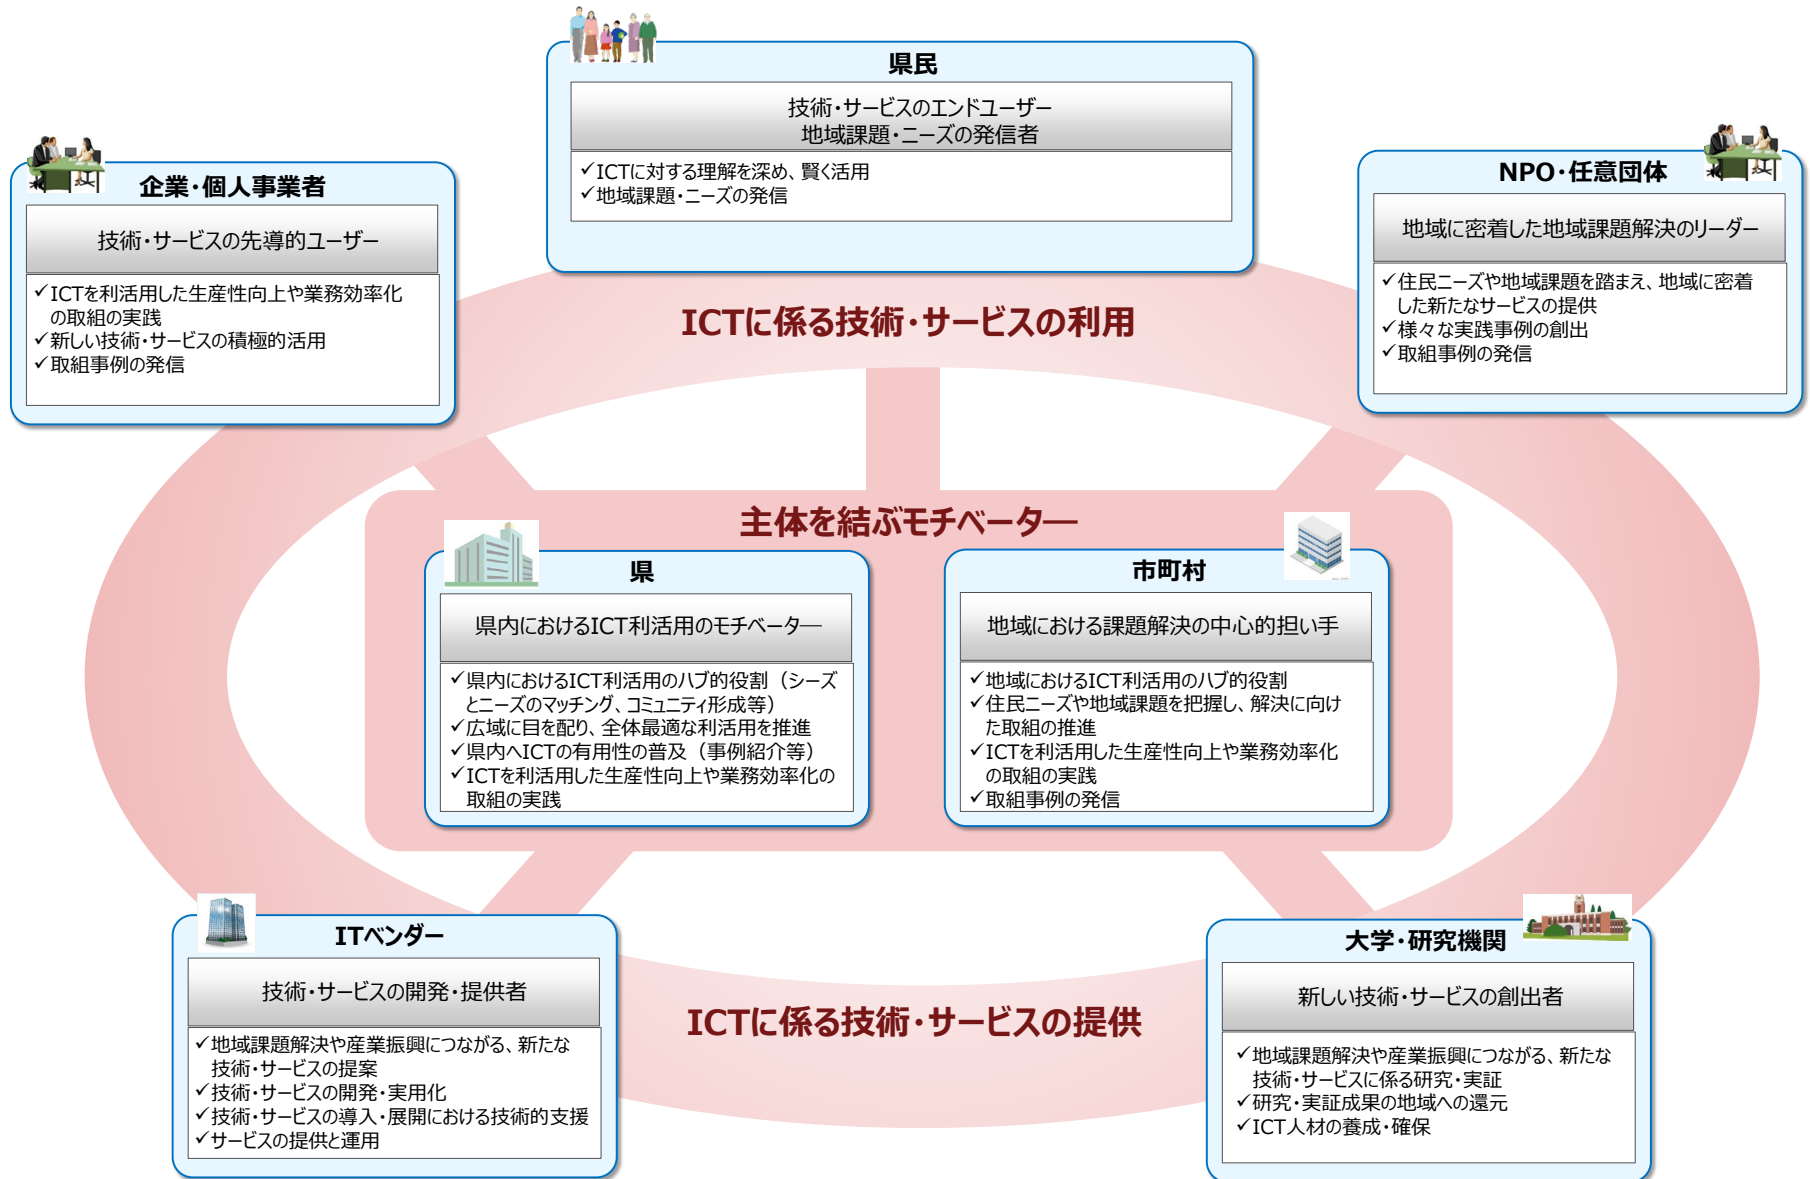 県民
技術・サービスのエンドユーザー
地域課題・ニーズの発信者
✓ICTに対する理解を深め、賢く活用
✓地域課題・ニーズの発信
企業・個人事業者
技術・サービスの先導的ユーザー
✓ICTを利活用した生産性向上や業務効率化
の取組の実践
✓新しい技術・サービスの積極的活用
✓取組事例の発信
NPO・任意団体
地域に密着した地域課題解決のリーダー
✓住民ニーズや地域課題を踏まえ、地域に密着
した新たなサービスの提供
✓様々な実践事例の創出
✓取組事例の発信
ICTに係る技術・サービスの利用
主体を結ぶモチベーター
県
県内におけるICT利活用のモチベーター
✓県内におけるICT利活用のハブ的役割（シーズ
とニーズのマッチング、コミュニティ形成等）
✓広域に目を配り、全体最適な利活用を推進
✓県内へICTの有用性の普及（事例紹介等）
✓ICTを利活用した生産性向上や業務効率化の
取組の実践
市町村
地域における課題解決の中心的担い手
✓地域におけるICT利活用のハブ的役割
✓住民ニーズや地域課題を把握し、解決に向け
た取組の推進
✓ICTを利活用した生産性向上や業務効率化
の取組の実践
✓取組事例の発信
ITベンダー
技術・サービスの開発・提供者
✓地域課題解決や産業振興につながる、新たな
技術・サービスの提案
✓技術・サービスの開発・実用化
✓技術・サービスの導入・展開における技術的支援
✓サービスの提供と運用
ICTに係る技術・サービスの提供
大学・研究機関
新しい技術・サービスの創出者
✓地域課題解決や産業振興につながる、新たな
技術・サービスに係る研究・実証
✓研究・実証成果の地域への還元
✓ICT人材の養成・確保